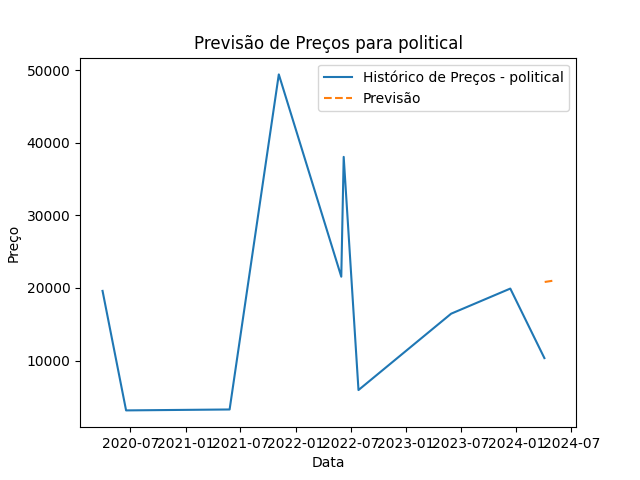 Previsão de Preços para political
Histórico de Preços - political
Previsão
Preço
50000
40000
30000
20000
10000
2020-07
2021-01
2021-07
2022-01
2022-07
2023-01
2023-07
2024-01
2024-07
Data